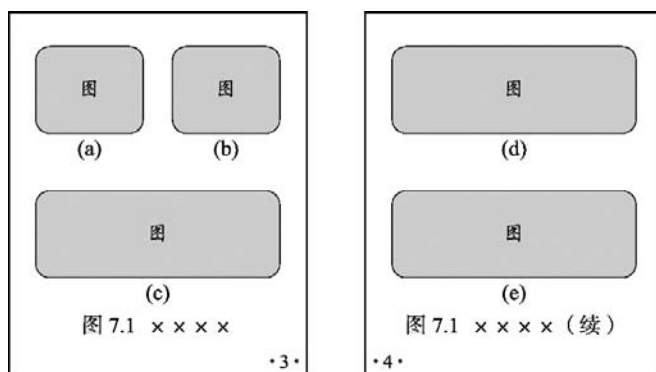 图 图
(a) (b)
图
(c)
图 7.1 ××××
·3·
图
(d)
图
(e)
图 7.1 ××××（续）
·4·